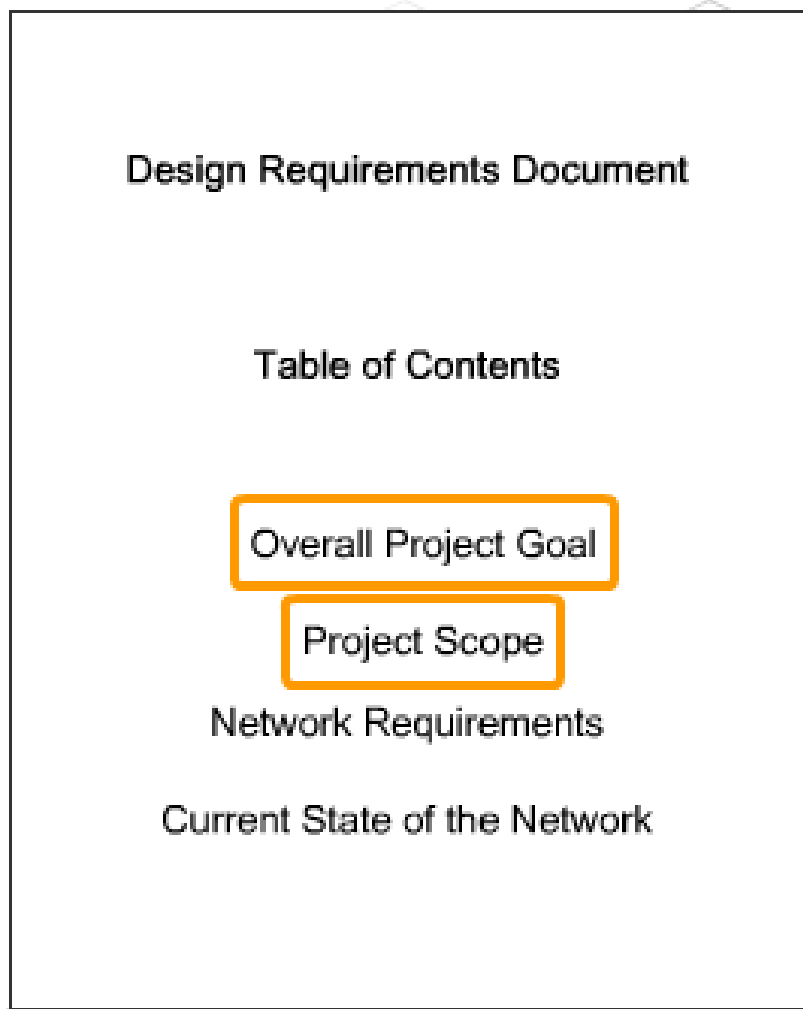 Design Requirements Document
Table of Contents
Overall Project Goal
Project Scope
Network Requirements
Current State of the Network